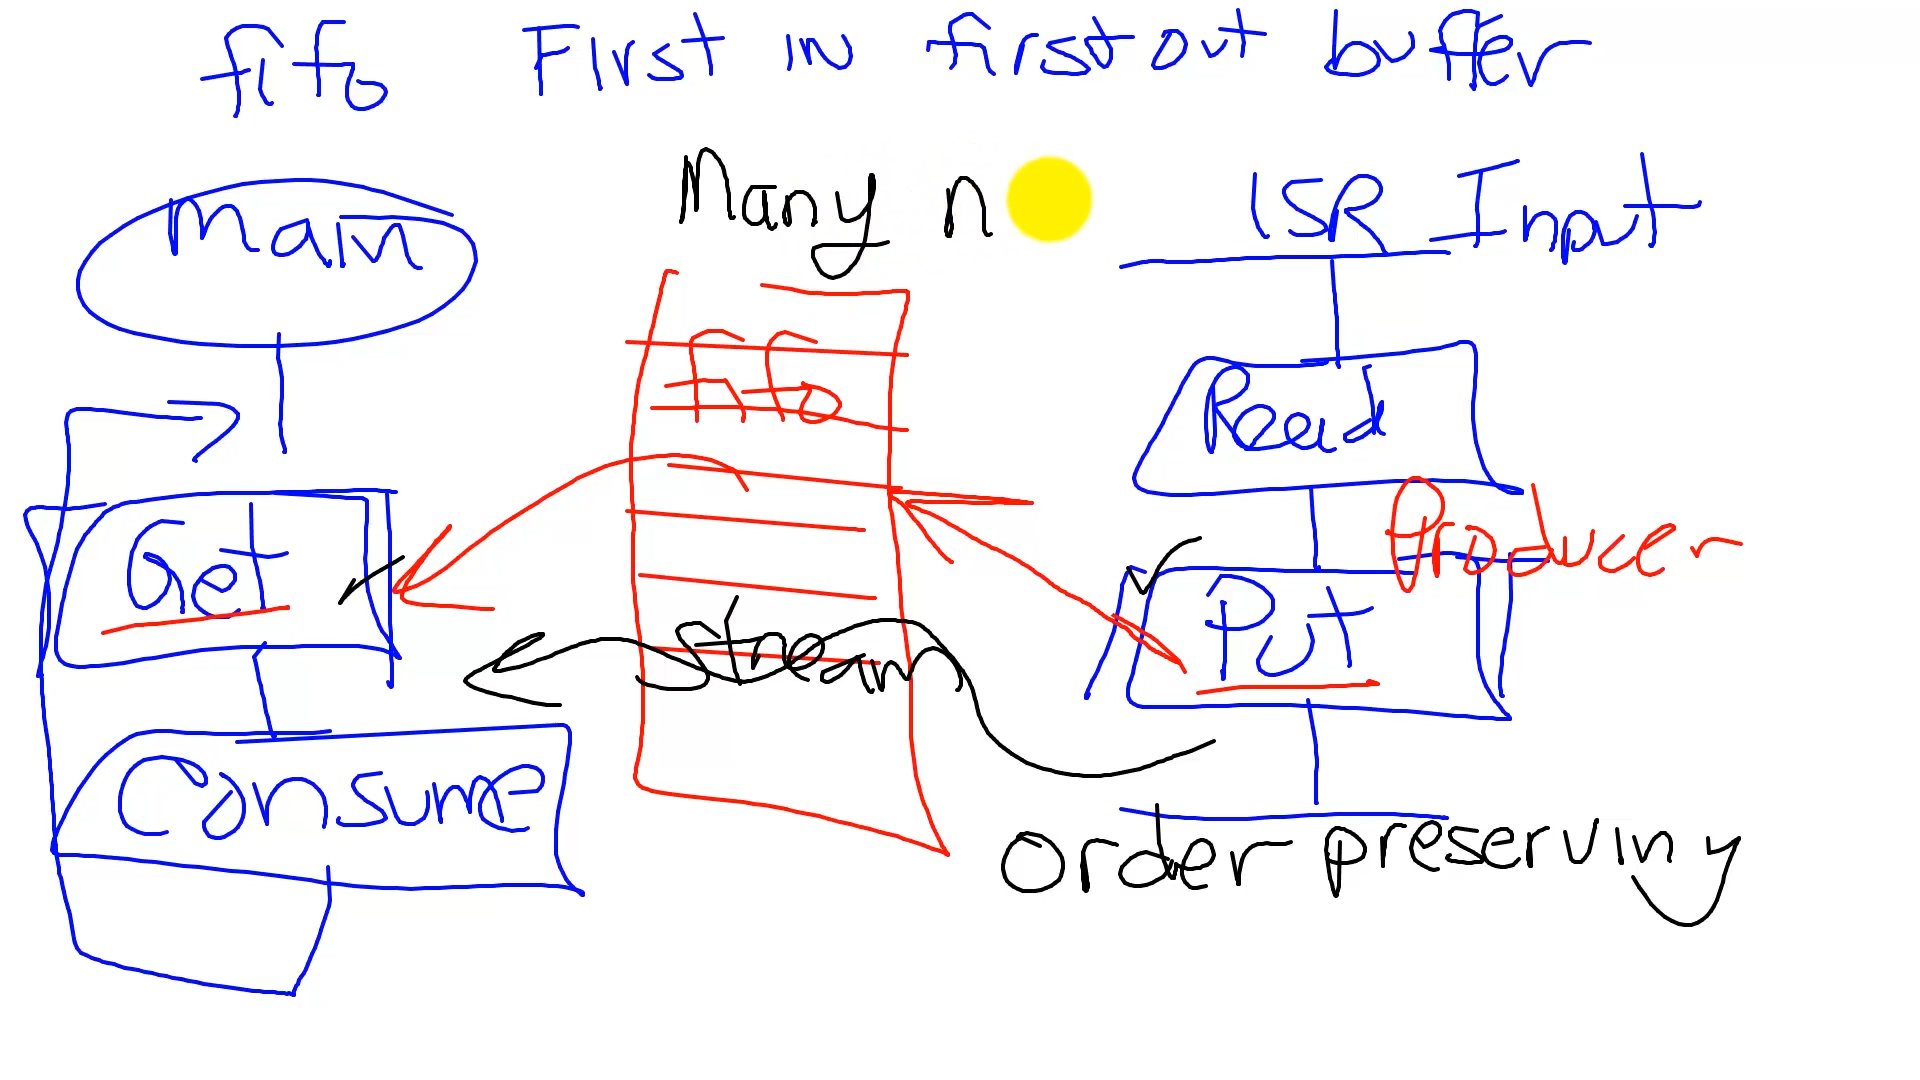 fifo First in first out buffer
Many n
ISR Input
Main
fifo
Read
Producer
Get
Put
stream
Consume
order preserving